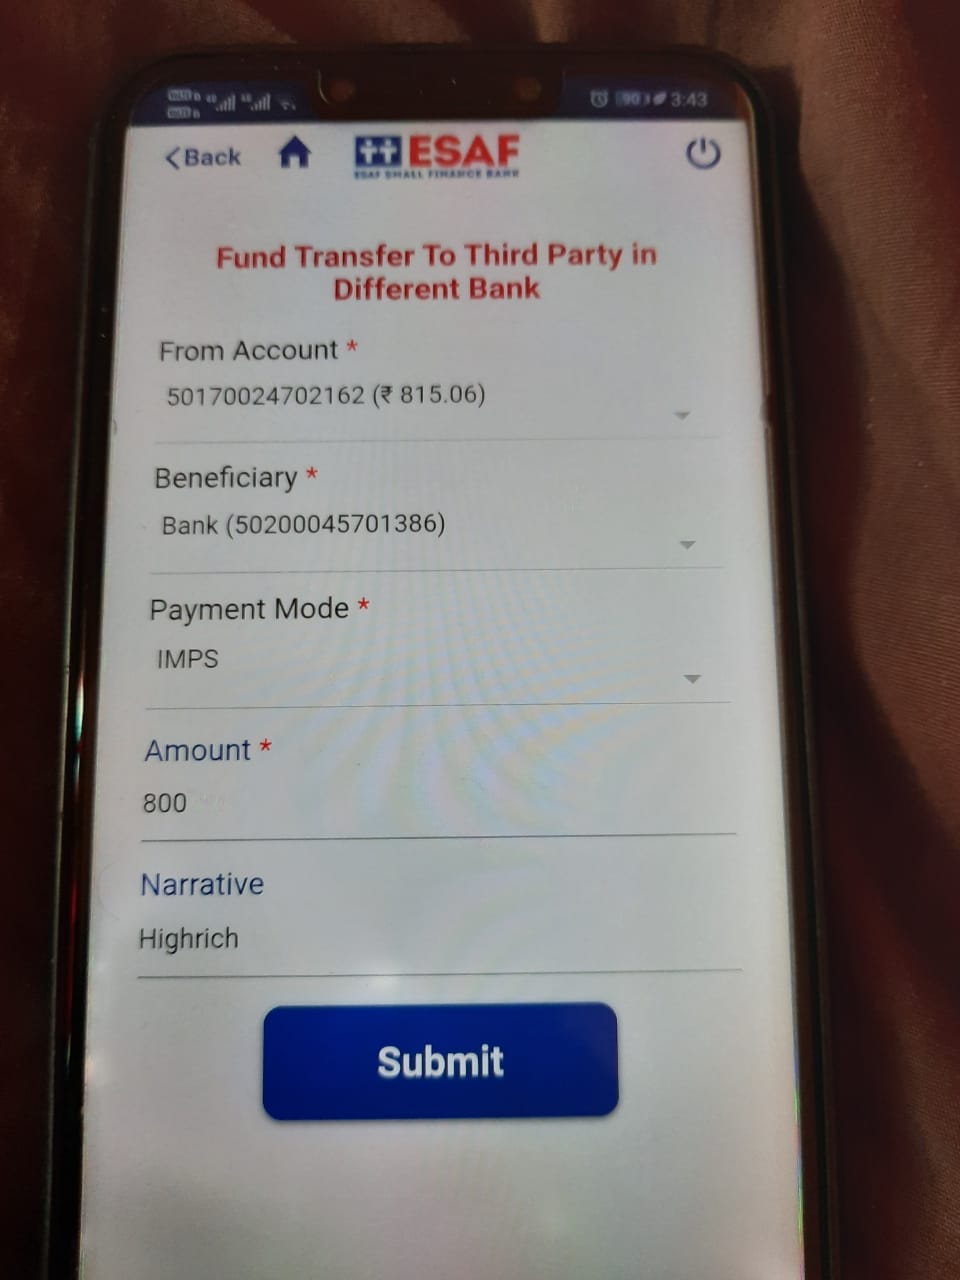 90 3:43
Back
ESAF
ESAF SMALL FINANCE BANK
Fund Transfer To Third Party in
Different Bank
From Account *
50170024702162 (₹ 815.06)
Beneficiary *
Bank (50200045701386)
Payment Mode *
IMPS
Amount *
800
Narrative
Highrich
Submit